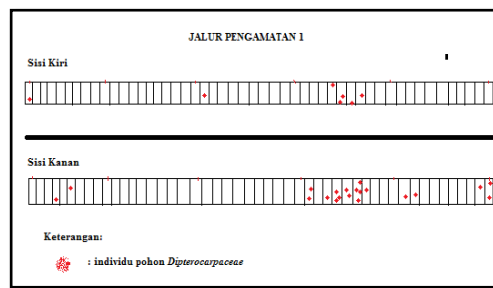 JALUR PENGAMATAN 1
Sisi Kiri
Sisi Kanan
Keterangan:
: individu pohon Dipterocarpaceae